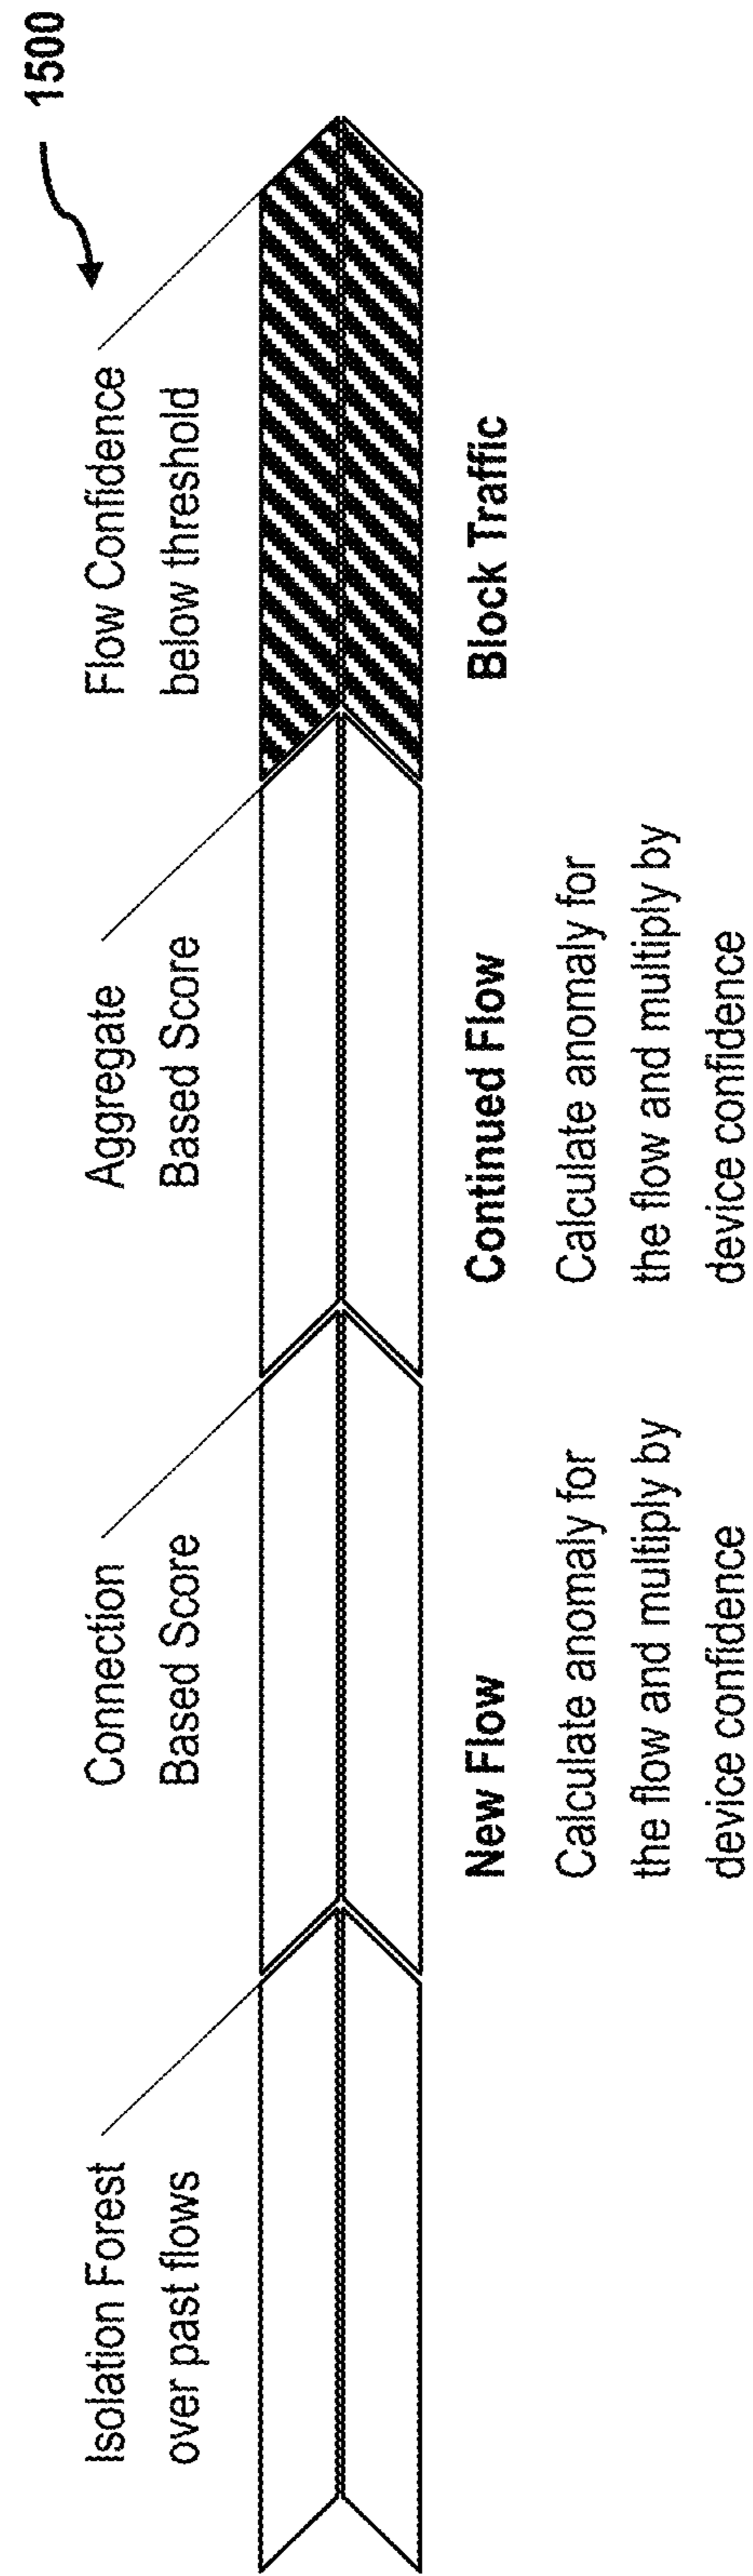 1500
Isolation Forest
over past flows
Connection
Based Score
Aggregate
Based Score
Flow Confidence
below threshold
New Flow
Calculate anomaly for
the flow and multiply by
device confidence
Continued Flow
Calculate anomaly for
the flow and multiply by
device confidence
Block Traffic